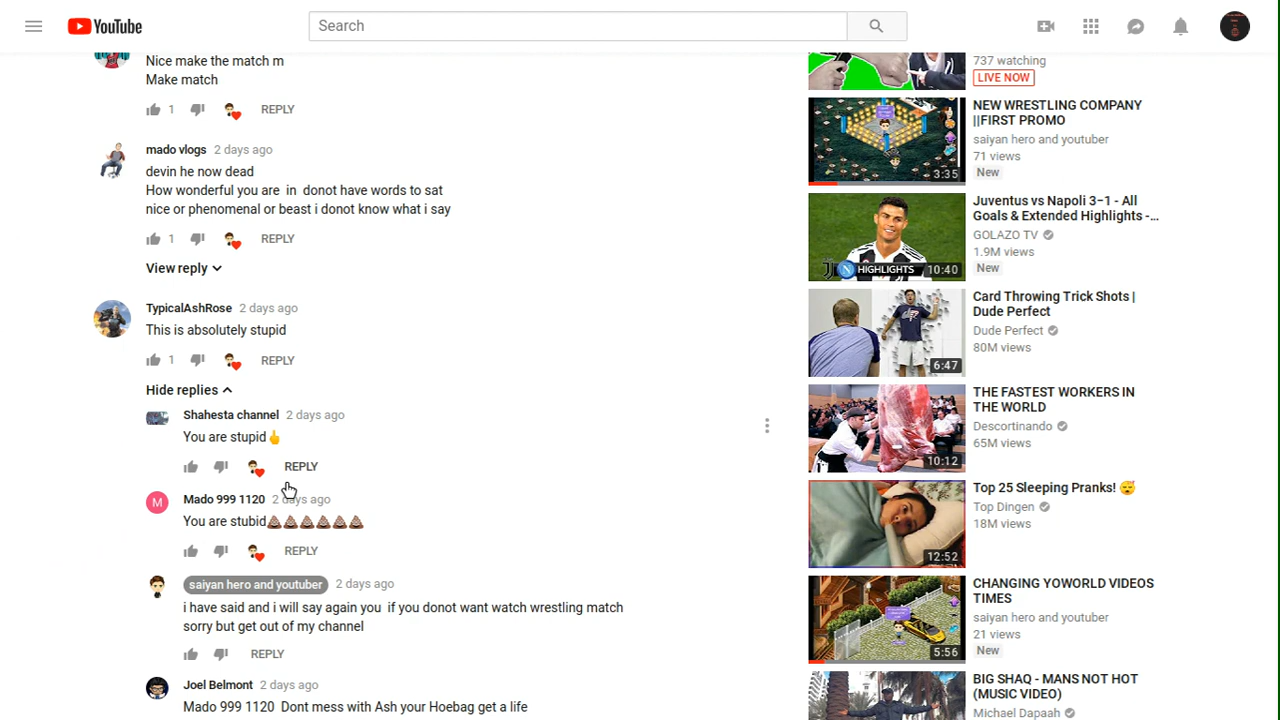 YouTube
Search
Nice make the match m
Make match
1 REPLY
mado vlogs 2 days ago
devin he now dead
How wonderful you are in donot have words to sat
nice or phenomenal or beast i donot know what i say
1 REPLY
View reply
TypicalAshRose 2 days ago
This is absolutely stupid
1 REPLY
Hide replies
Shahesta channel 2 days ago
You are stupid🖕
REPLY
Mado 999 1120 2 days ago
You are stubid💩💩💩💩💩💩
REPLY
saiyan hero and youtuber 2 days ago
i have said and i will say again you if you donot want watch wrestling match
sorry but get out of my channel
REPLY
Joel Belmont 2 days ago
Mado 999 1120 Dont mess with Ash your Hoebag get a life
737 watching
LIVE NOW
3:35
NEW WRESTLING COMPANY
||FIRST PROMO
saiyan hero and youtuber
71 views
New
HIGHLIGHTS 10:40
Juventus vs Napoli 3−1 - All
Goals & Extended Highlights -...
GOLAZO TV
1.9M views
New
6:47
Card Throwing Trick Shots |
Dude Perfect
Dude Perfect
80M views
10:12
THE FASTEST WORKERS IN
THE WORLD
Descortinando
65M views
12:52
Top 25 Sleeping Pranks! 😴
Top Dingen
18M views
5:56
CHANGING YOWORLD VIDEOS
TIMES
saiyan hero and youtuber
21 views
New
BIG SHAQ - MANS NOT HOT
(MUSIC VIDEO)
Michael Dapaah